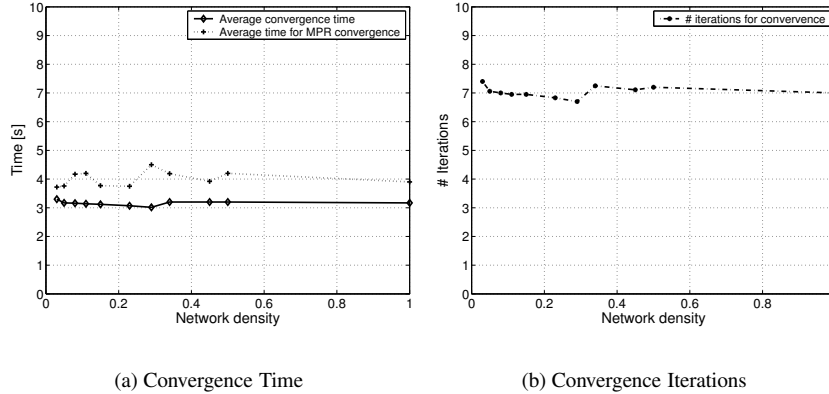 10
9
8
7
6
5
4
3
2
1
0
Time [s]
0 0.2 0.4 0.6 0.8 1
Network density
Average convergence time
Average time for MPR convergence
(a) Convergence Time
10
9
8
7
6
5
4
3
2
1
0
# Iterations
0 0.2 0.4 0.6 0.8
Network density
# iterations for convervence
(b) Convergence Iterations